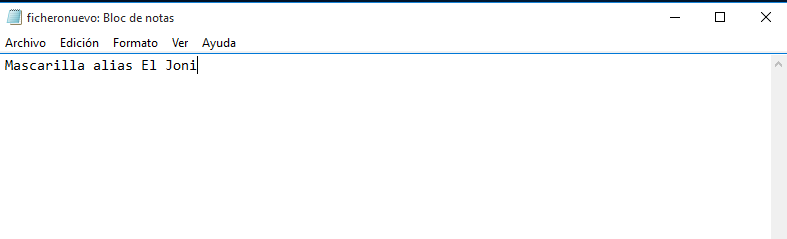 ficheronuevo: Bloc de notas
Archivo Edición Formato Ver Ayuda
Mascarilla alias El Joni